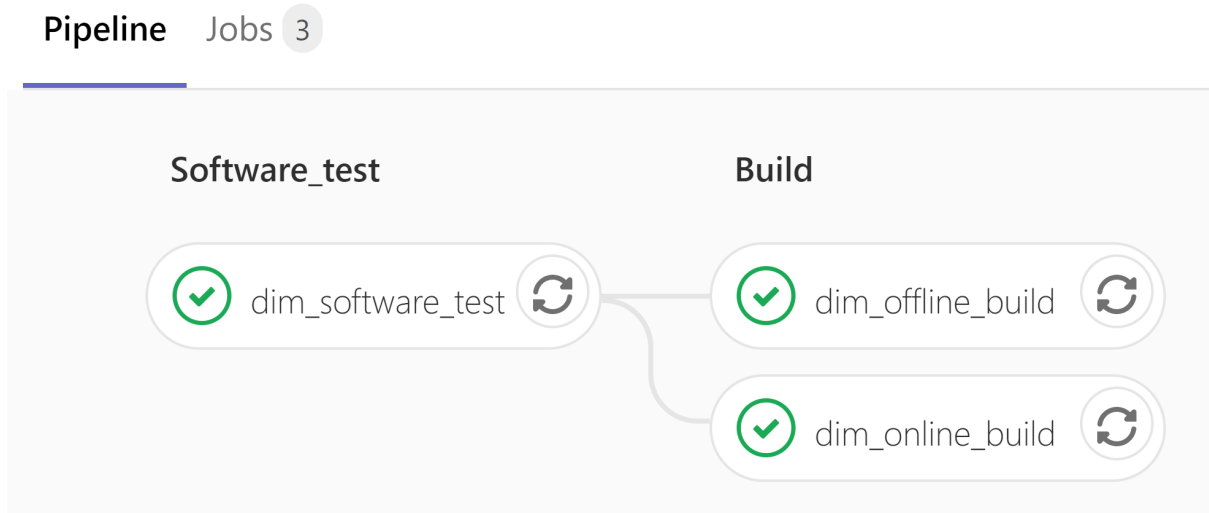 Pipeline Jobs 3
Software_test Build
dim_software_test dim_offline_build
dim_online_build